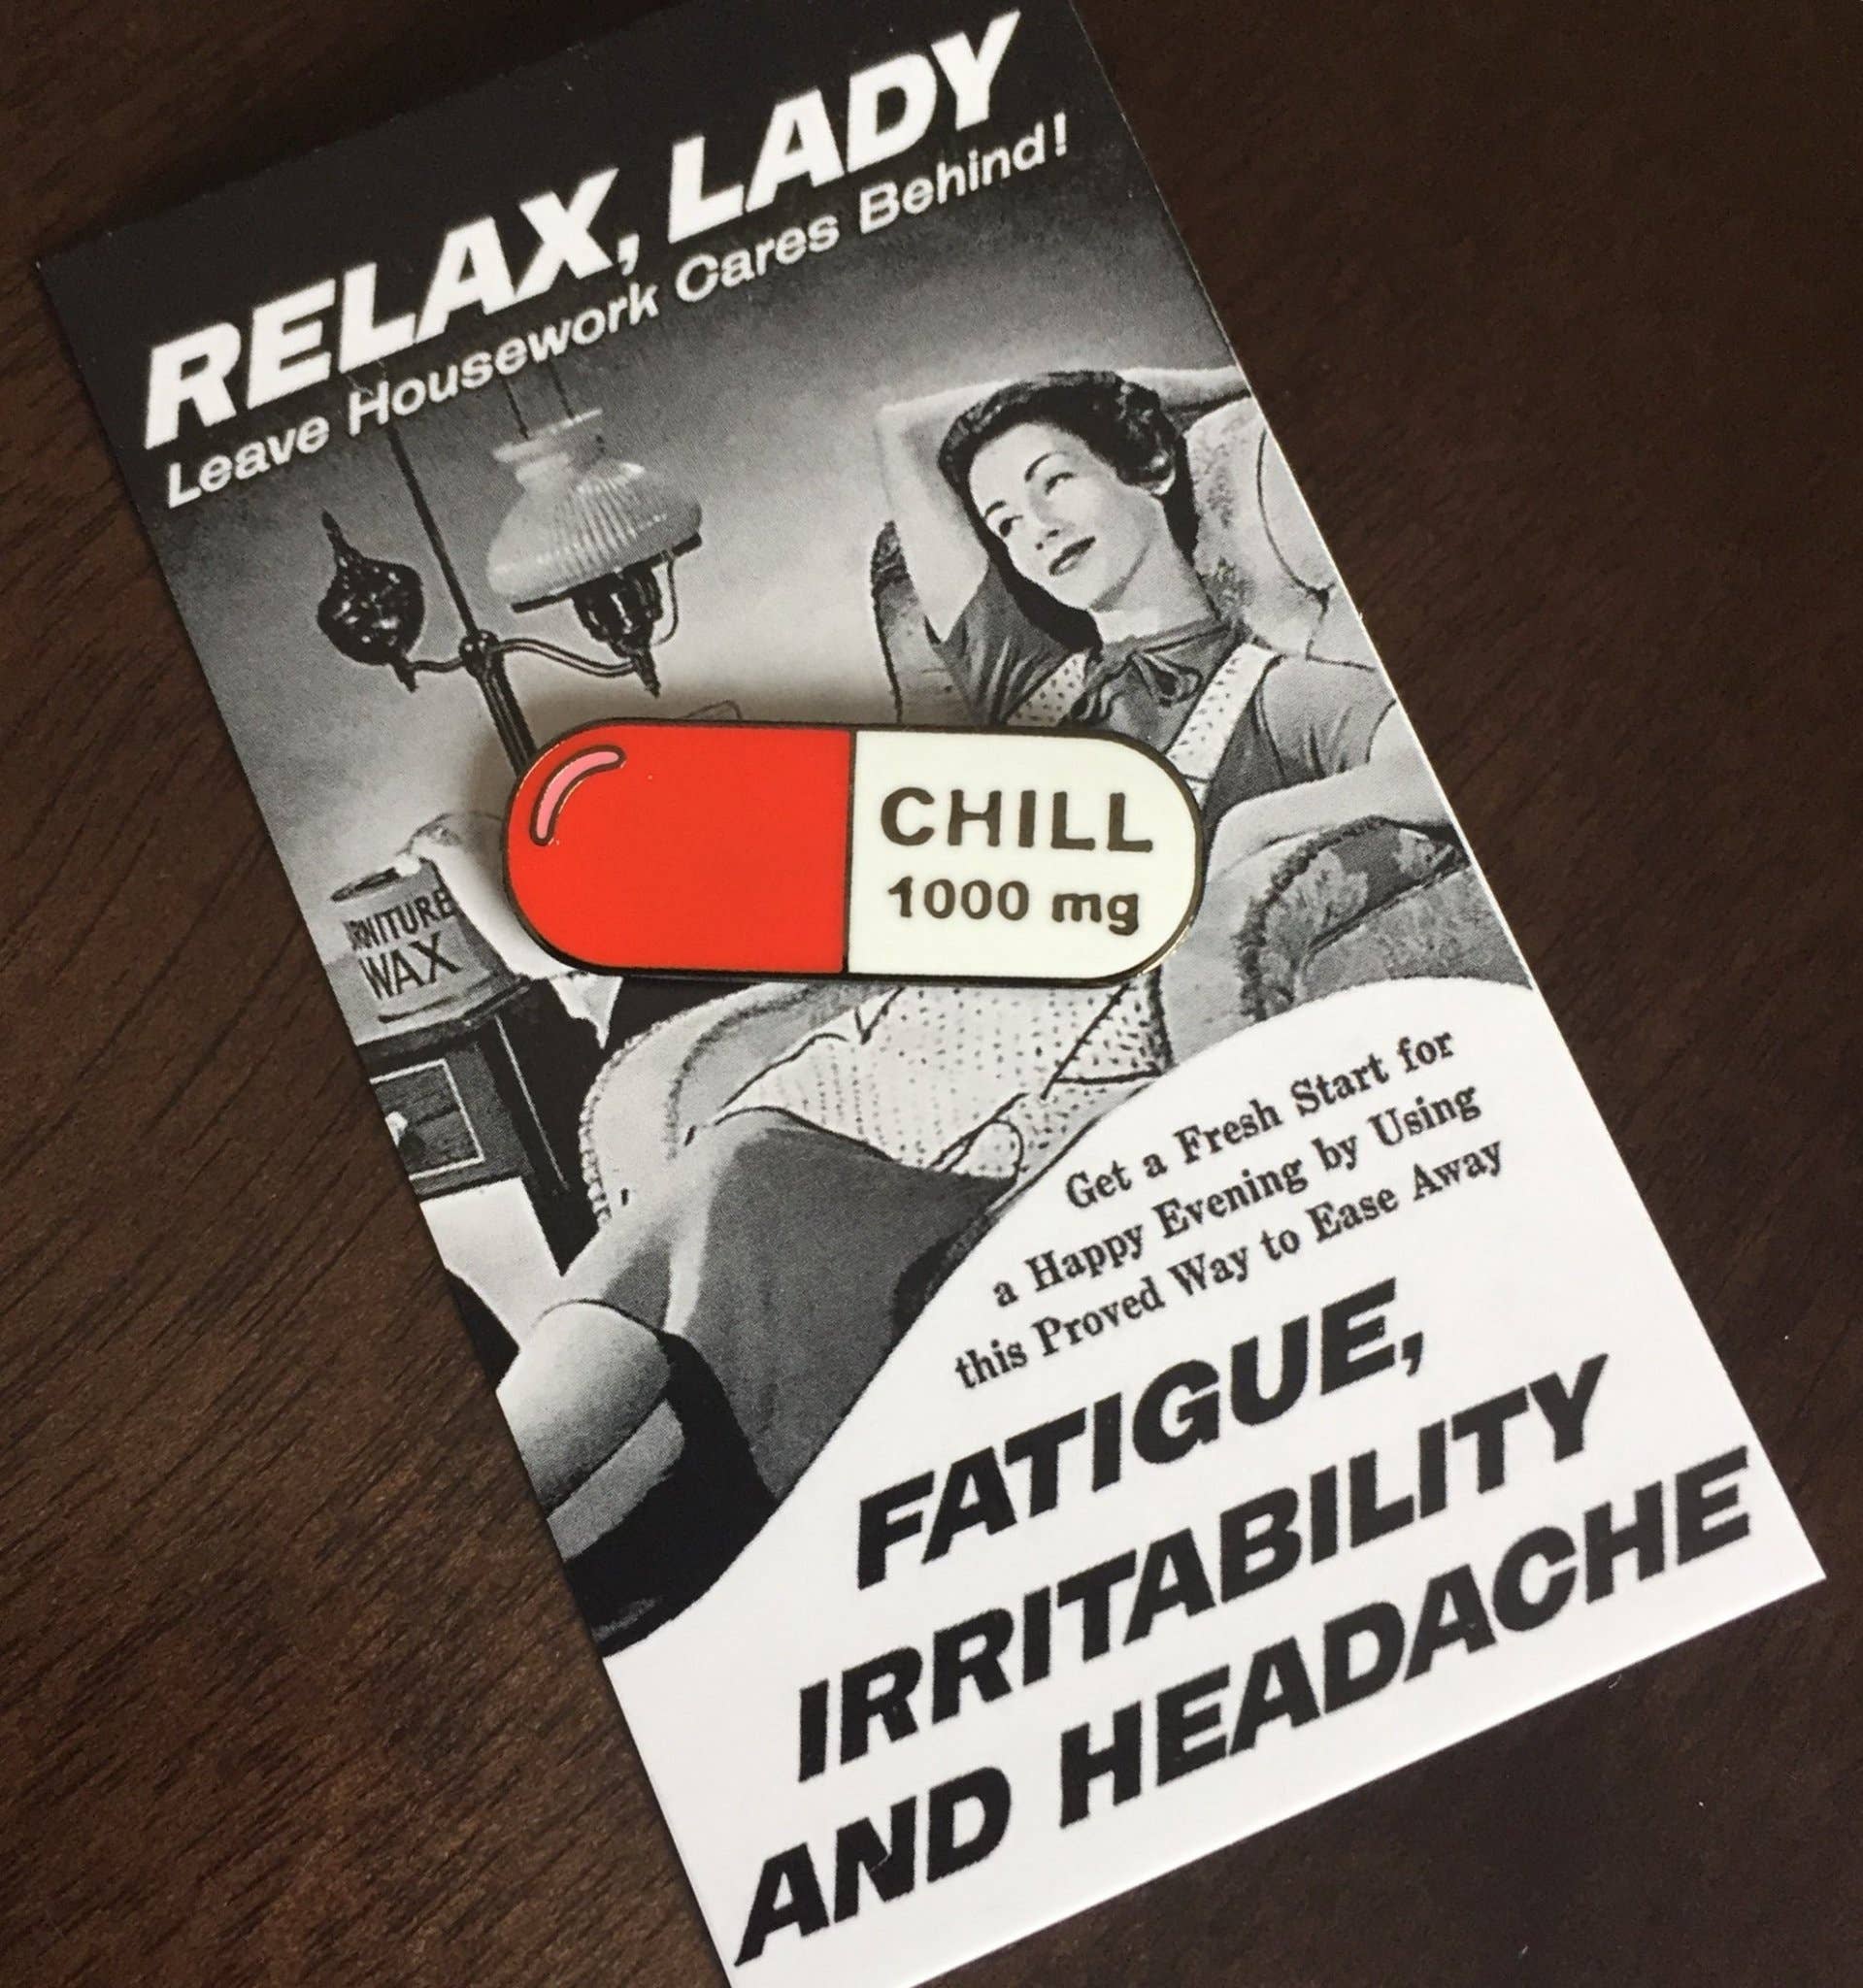 RELAX, LADY
Leave Housework Cares Behind!
CHILL
1000 mg
RNITURE
WAX
Get a Fresh Start for
a Happy Evening by Using
this Proved Way to Ease Away
FATIGUE,
IRRITABILITY
AND HEADACHE